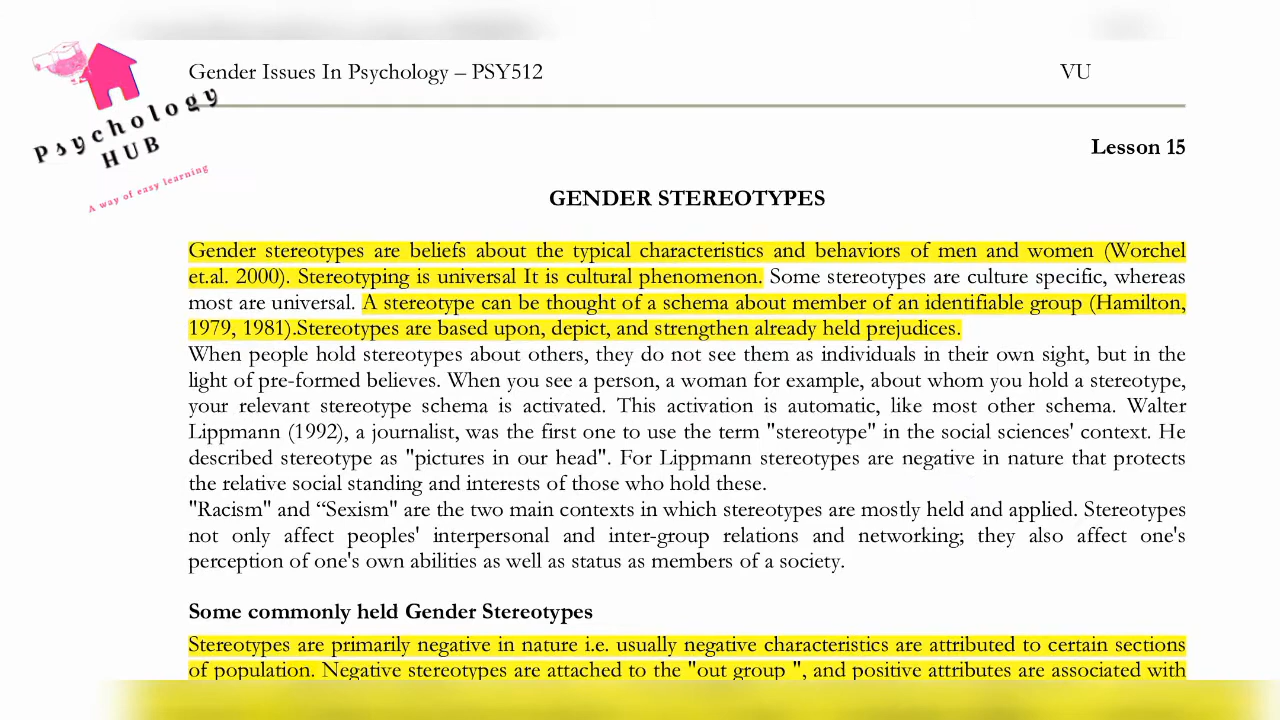 Gender Issues In Psychology – PSY512 VU
Psychology
HUB
A way of easy learning
Lesson 15
GENDER STEREOTYPES
Gender stereotypes are beliefs about the typical characteristics and behaviors of men and women (Worchel
et.al. 2000). Stereotyping is universal It is cultural phenomenon. Some stereotypes are culture specific, whereas
most are universal. A stereotype can be thought of a schema about member of an identifiable group (Hamilton,
1979, 1981).Stereotypes are based upon, depict, and strengthen already held prejudices.
When people hold stereotypes about others, they do not see them as individuals in their own sight, but in the
light of pre-formed believes. When you see a person, a woman for example, about whom you hold a stereotype,
your relevant stereotype schema is activated. This activation is automatic, like most other schema. Walter
Lippmann (1992), a journalist, was the first one to use the term "stereotype" in the social sciences' context. He
described stereotype as "pictures in our head". For Lippmann stereotypes are negative in nature that protects
the relative social standing and interests of those who hold these.
"Racism" and “Sexism" are the two main contexts in which stereotypes are mostly held and applied. Stereotypes
not only affect peoples' interpersonal and inter-group relations and networking; they also affect one's
perception of one's own abilities as well as status as members of a society.
Some commonly held Gender Stereotypes
Stereotypes are primarily negative in nature i.e. usually negative characteristics are attributed to certain sections
of population. Negative stereotypes are attached to the "out group ", and positive attributes are associated with